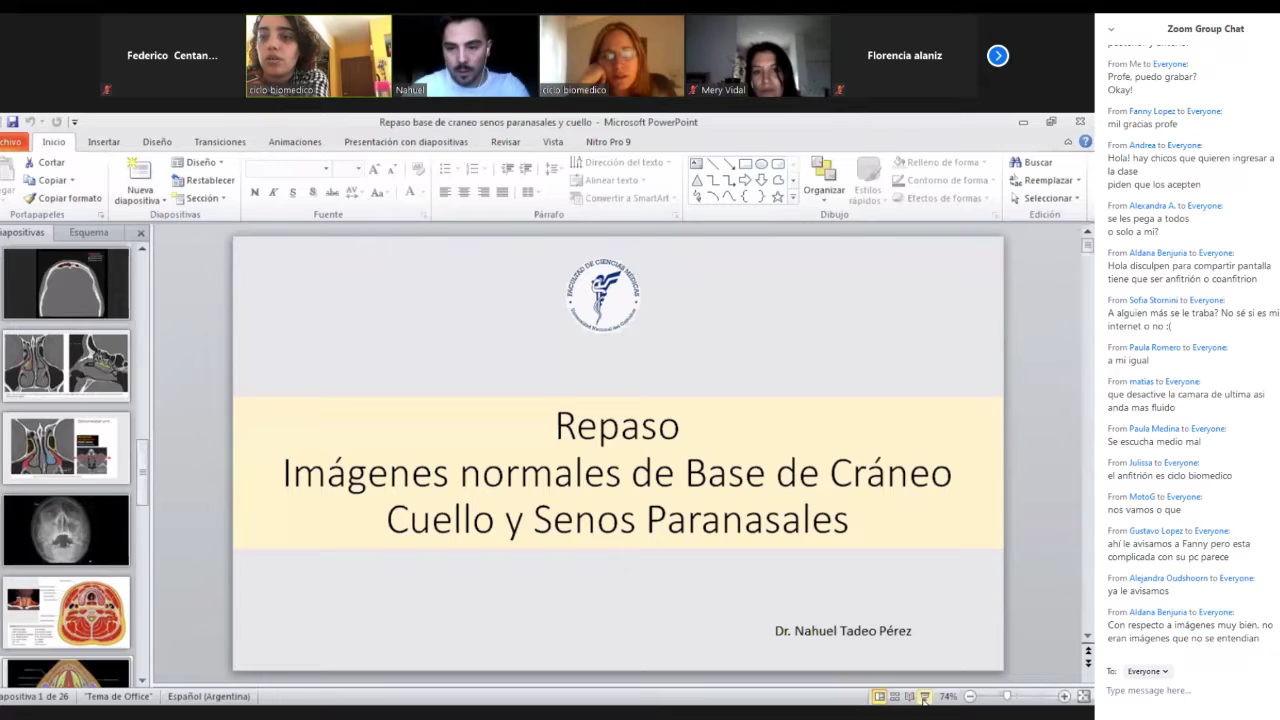 Federico Centan...
ciclo biomedico
Nahuel
ciclo biomedico
Mery Vidal
Florencia alaniz
Repaso base de craneo senos paranasales y cuello - Microsoft PowerPoint
Inicio
Insertar
Diseño
Transiciones
Animaciones
Presentación con diapositivas
Revisar
Vista
Nitro Pro 9
Cortar
Copiar
Copiar formato
Portapapeles
Nueva
diapositiva
Diseño
Restablecer
Sección
Diapositivas
Fuente
Párrafo
Dirección del texto
Alinear texto
Convertir a SmartArt
Organizar
Estilos
rápidos
Relleno de forma
Contorno de forma
Efectos de formas
Dibujo
Buscar
Reemplazar
Seleccionar
Edición
Esquema
FACULTAD DE CIENCIAS MÉDICAS
Repaso
Imágenes normales de Base de Cráneo
Cuello y Senos Paranasales
Dr. Nahuel Tadeo Pérez
"Tema de Office"
Español (Argentina)
74%
Zoom Group Chat
From Me to Everyone:
Profe, puedo grabar?
Okay!
From Fanny Lopez to Everyone:
mil gracias profe
From Andrea to Everyone:
Hola! hay chicos que quieren ingresar a
la clase
piden que los acepten
From Alexandra A. to Everyone:
se les pega a todos
o solo a mi?
From Aldana Benjuria to Everyone:
Hola disculpen para compartir pantalla
tiene que ser anfitrión o coanfitrion
From Sofia Stornini to Everyone:
A alguien más se le traba? No sé si es mi
internet o no :(
From Paula Romero to Everyone:
a mi igual
From matias to Everyone:
que desactive la camara de ultima asi
anda mas fluido
From Paula Medina to Everyone:
Se escucha medio mal
From Julissa to Everyone:
el anfitrión es ciclo biomedico
From MotoG to Everyone:
nos vamos o que
From Gustavo Lopez to Everyone:
ahí le avisamos a Fanny pero esta
complicada con su pc parece
From Alejandra Oudshoorn to Everyone:
ya le avisamos
From Aldana Benjuria to Everyone:
Con respecto a imágenes muy bien, no
eran imágenes que no se entendian
To: Everyone
Type message here...